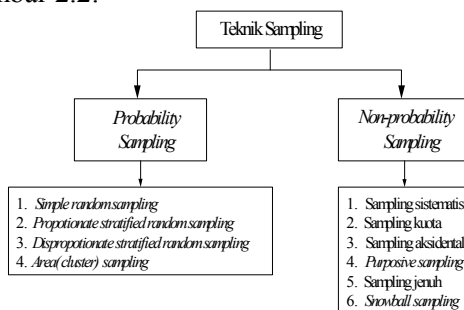 Teknik Sampling
Probability
Sampling
Non-probability
Sampling
1. Simple random sampling
2. Propotionate stratified random sampling
3. Dispropotionate stratified random sampling
4. Area(cluster) sampling
1. Sampling sistematis
2. Sampling kuota
3. Sampling aksidental
4. Purposive sampling
5. Sampling jenuh
6. Snowball sampling